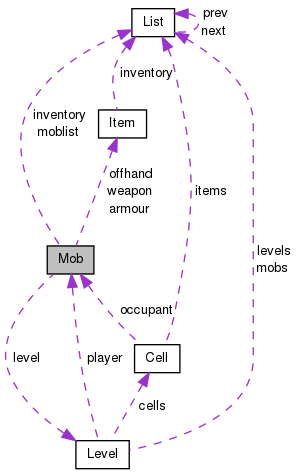 List
prev
next
inventory
Item
inventory
moblist
offhand
weapon
armour
items
Mob
levels
mobs
occupant
level
player
Cell
cells
Level